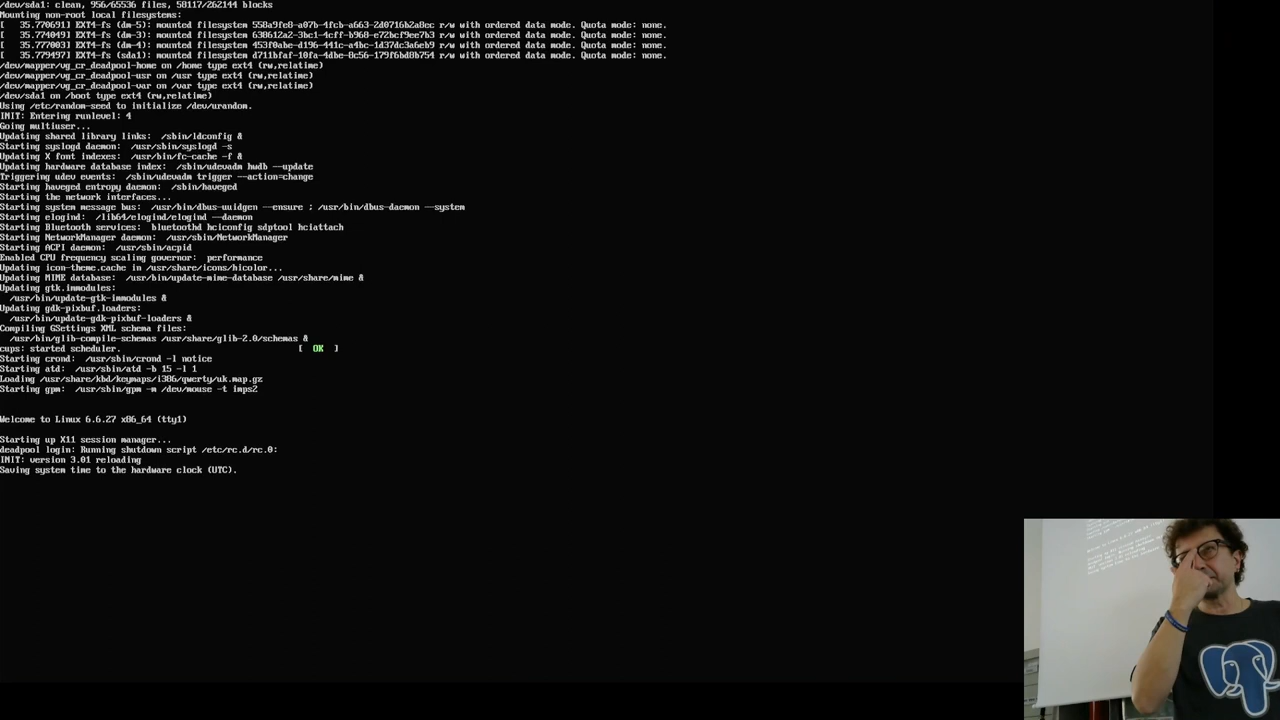 /dev/sda1: clean, 956/65536 files, 58117/262144 blocks
Mounting non-root local filesystems:
[   35.770691] EXT4-fs (dm-5): mounted filesystem 558a9fe8-a07b-4fcb-a663-2d0716b2a8ec r/w with ordered data mode. Quota mode: none.
[   35.774049] EXT4-fs (dm-3): mounted filesystem 638612a2-3bc1-4cff-b968-e72bcf9ee7b3 r/w with ordered data mode. Quota mode: none.
[   35.777003] EXT4-fs (dm-4): mounted filesystem 453f0abe-d196-441c-a4bc-1d37dc3a6eb9 r/w with ordered data mode. Quota mode: none.
[   35.779497] EXT4-fs (sda1): mounted filesystem d711bfaf-10fa-4dbe-8c56-179f6bd8b754 r/w with ordered data mode. Quota mode: none.
/dev/mapper/vg_cr_deadpool-home on /home type ext4 (rw,relatime)
/dev/mapper/vg_cr_deadpool-usr on /usr type ext4 (rw,relatime)
/dev/mapper/vg_cr_deadpool-var on /var type ext4 (rw,relatime)
/dev/sda1 on /boot type ext4 (rw,relatime)
Using /etc/random-seed to initialize /dev/urandom.
INIT: Entering runlevel: 4
Going multiuser...
Updating shared library links:  /sbin/ldconfig &
Starting syslogd daemon:  /usr/sbin/syslogd -s
Updating X font indexes:  /usr/bin/fc-cache -f &
Updating hardware database index:  /sbin/udevadm hwdb --update
Triggering udev events:  /sbin/udevadm trigger --action=change
Starting haveged entropy daemon:  /sbin/haveged
Starting the network interfaces...
Starting system message bus:  /usr/bin/dbus-uuidgen --ensure ; /usr/bin/dbus-daemon --system
Starting elogind:  /lib64/elogind/elogind --daemon
Starting Bluetooth services:  bluetoothd hciconfig sdptool hciattach
Starting NetworkManager daemon:  /usr/sbin/NetworkManager
Starting ACPI daemon:  /usr/sbin/acpid
Enabled CPU frequency scaling governor:  performance
Updating icon-theme.cache in /usr/share/icons/hicolor...
Updating MIME database:  /usr/bin/update-mime-database /usr/share/mime &
Updating gtk.immodules:
/usr/bin/update-gtk-immodules &
Updating gdk-pixbuf.loaders:
/usr/bin/update-gdk-pixbuf-loaders &
Compiling GSettings XML schema files:
/usr/bin/glib-compile-schemas /usr/share/glib-2.0/schemas &
cups: started scheduler.                                   [  OK  ]
Starting crond:  /usr/sbin/crond -l notice
Starting atd:  /usr/sbin/atd -b 15 -l 1
Loading /usr/share/kbd/keymaps/i386/qwerty/uk.map.gz
Starting gpm:  /usr/sbin/gpm -m /dev/mouse -t imps2
Welcome to Linux 6.6.27 x86_64 (tty1)
Starting up X11 session manager...
deadpool login: Running shutdown script /etc/rc.d/rc.0:
INIT: version 3.01 reloading
Saving system time to the hardware clock (UTC).